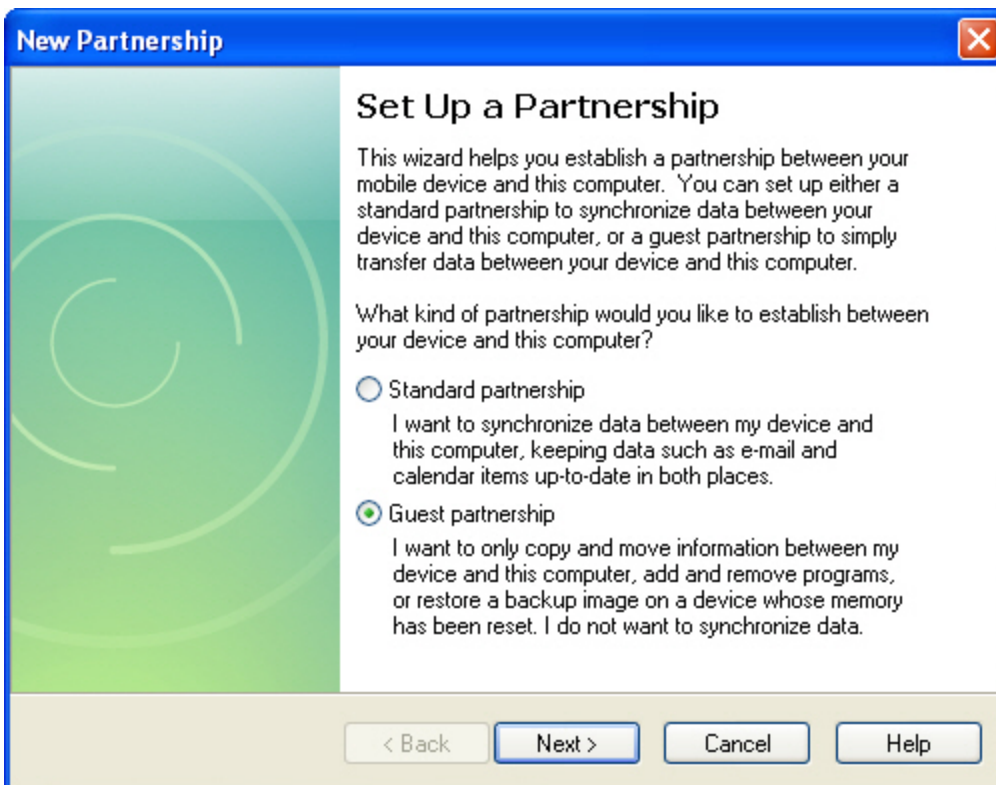 New Partnership
Set Up a Partnership
This wizard helps you establish a partnership between your
mobile device and this computer.  You can set up either a
standard partnership to synchronize data between your
device and this computer, or a guest partnership to simply
transfer data between your device and this computer.
What kind of partnership would you like to establish between
your device and this computer?
Standard partnership
I want to synchronize data between my device and
this computer, keeping data such as e-mail and
calendar items up-to-date in both places.
Guest partnership
I want to only copy and move information between my
device and this computer, add and remove programs,
or restore a backup image on a device whose memory
has been reset. I do not want to synchronize data.
< Back Next > Cancel Help